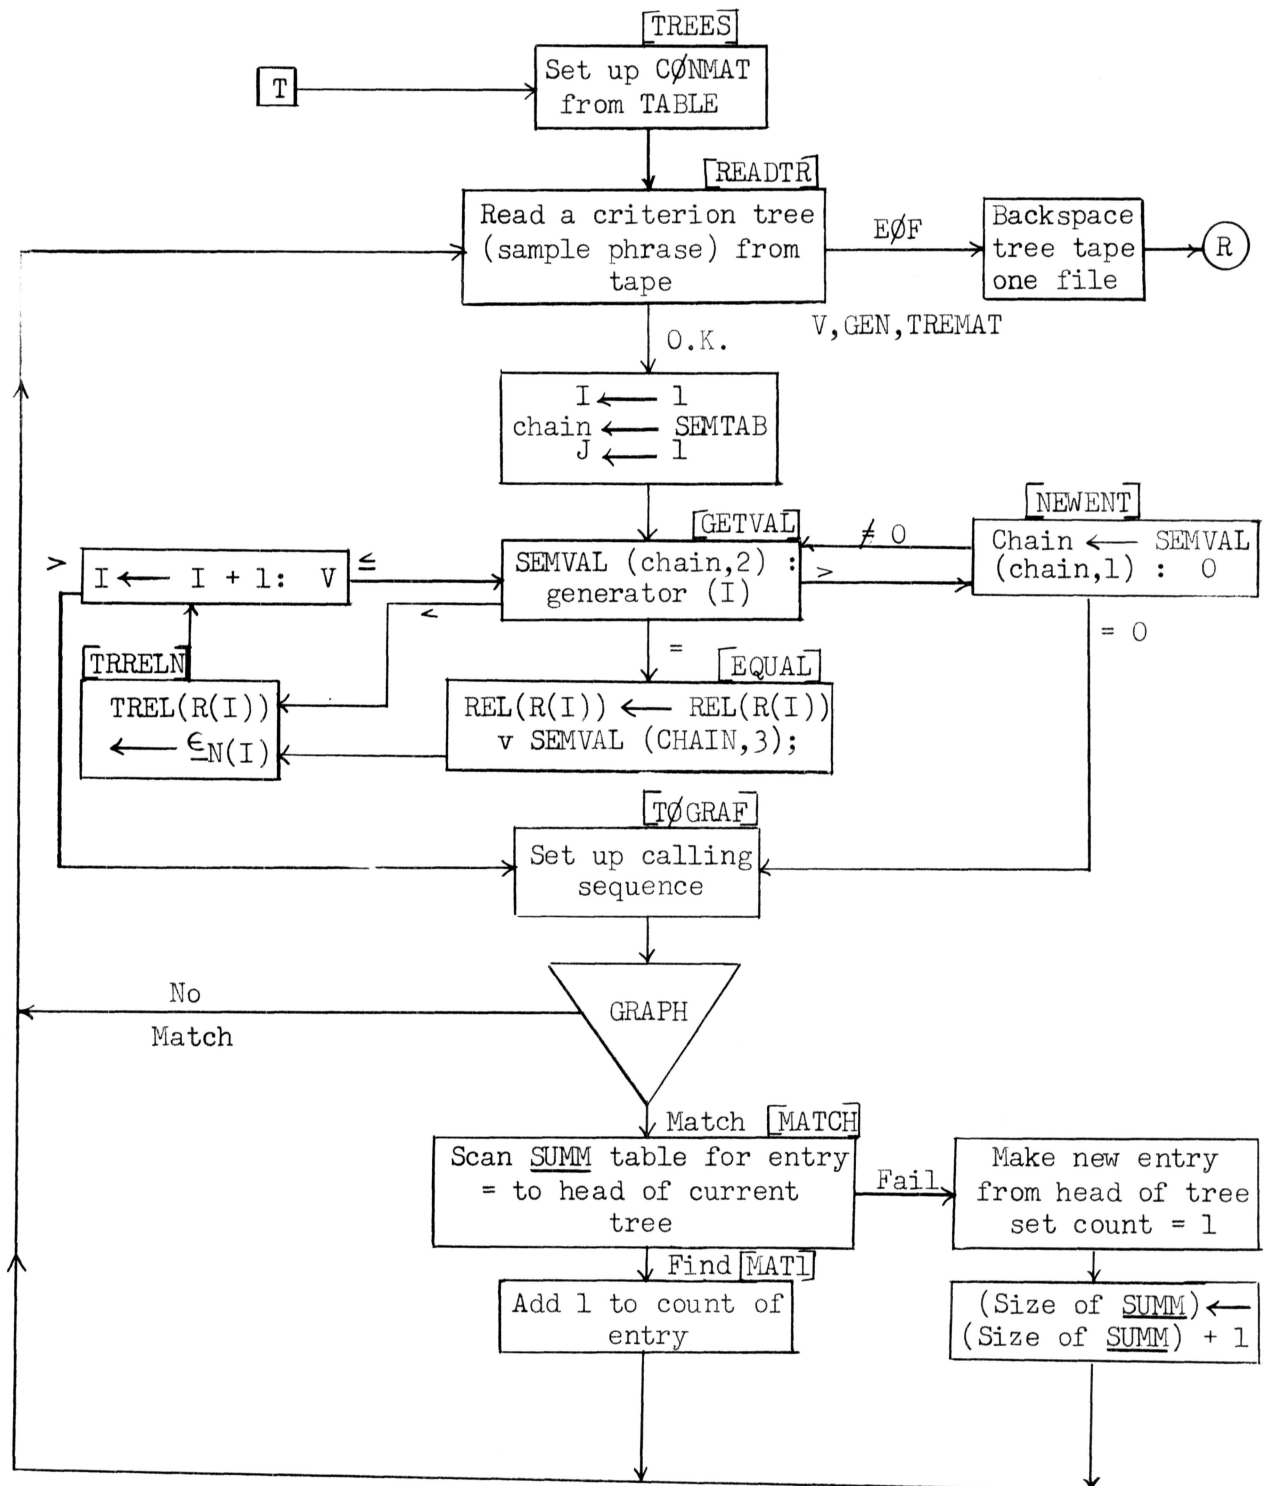 [TREES]
Set up CØNMAT
from TABLE
T
[READTR]
Read a criterion tree
(sample phrase) from
tape
EØF
Backspace
tree tape
one file
R
V,GEN,TREMAT
O.K.
I ← 1
chain ← SEMTAB
J ← 1
[GETVAL]
SEMVAL (chain,2) :
generator (I)
≠ 0
>
[NEWENT]
Chain ← SEMVAL
(chain,1) : 0
= 0
>
I ← I + 1: V
≤
<
=
[TRRELN]
TREL(R(I))
← ∈N(I)
[EQUAL]
REL(R(I)) ← REL(R(I))
v SEMVAL (CHAIN,3);
[TØGRAF]
Set up calling
sequence
GRAPH
No
Match
Match [MATCH]
Scan SUMM table for entry
= to head of current
tree
Fail
Make new entry
from head of tree
set count = 1
Find [MAT1]
Add 1 to count of
entry
(Size of SUMM) ←
(Size of SUMM) + 1